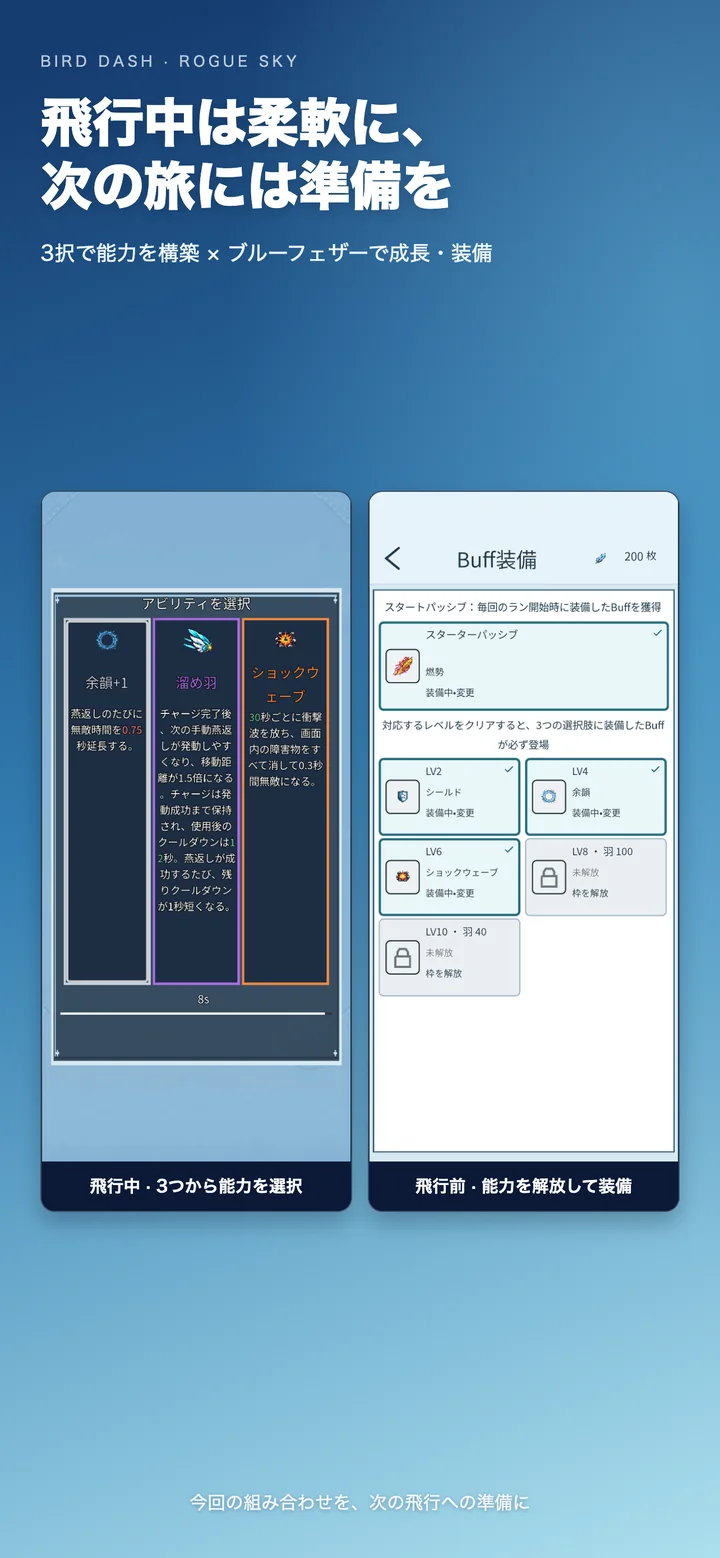 BIRD DASH · ROGUE SKY
飛行中は柔軟に、
次の旅には準備を
3択で能力を構築 × ブルーフェザーで成長・装備
アビリティを選択
余韻+1
燕返しのたびに
無敵時間を0.75
秒延長する。
溜め羽
チャージ完了後
、次の手動燕返
しが発動しやす
くなり、移動距
離が1.5倍になる
。チャージは発
動成功まで保持
され、使用後の
クールダウンは1
2秒。燕返しが成
功するたび、残
りクールダウン
が1秒短くなる。
ショックウ
ェーブ
30秒ごとに衝撃
波を放ち、画面
内の障害物をす
べて消して0.3秒
間無敵になる。
8s
飛行中 · 3つから能力を選択
Buff装備
200 枚
スタートパッシブ：毎回のラン開始時に装備したBuffを獲得
スターターパッシブ
燃勢
装備中•変更
対応するレベルをクリアすると、3つの選択肢に装備したBuff
が必ず登場
LV2
シールド
装備中•変更
LV4
余韻
装備中•変更
LV6
ショックウェーブ
装備中•変更
LV8 ・ 羽 100
未解放
枠を解放
LV10 ・ 羽 40
未解放
枠を解放
飛行前 · 能力を解放して装備
今回の組み合わせを、次の飛行への準備に